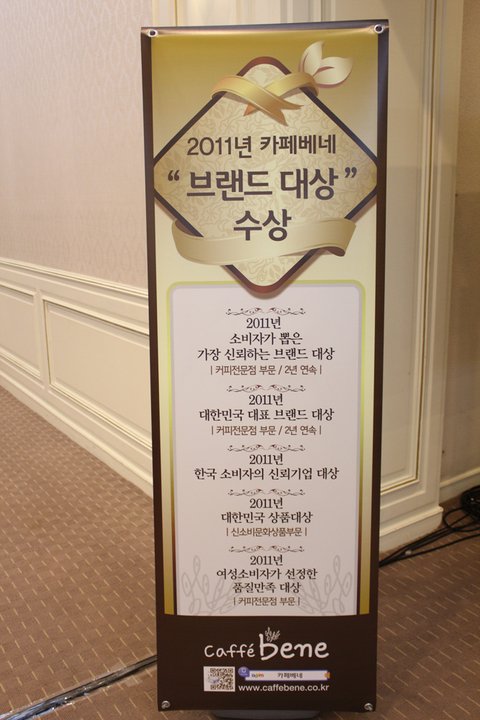 2011년 카페베네
“브랜드 대상”
수상
2011년
소비자가 뽑은
가장 신뢰하는 브랜드 대상
| 커피전문점 부문 / 2년 연속 |
2011년
대한민국 대표 브랜드 대상
| 커피전문점 부문 / 2년 연속 |
2011년
한국 소비자의 신뢰기업 대상
2011년
대한민국 상품대상
| 신소비문화상품부문 |
2011년
여성소비자가 선정한
품질만족 대상
| 커피전문점 부문 |
caffé bene
카페베네
www.caffebene.co.kr